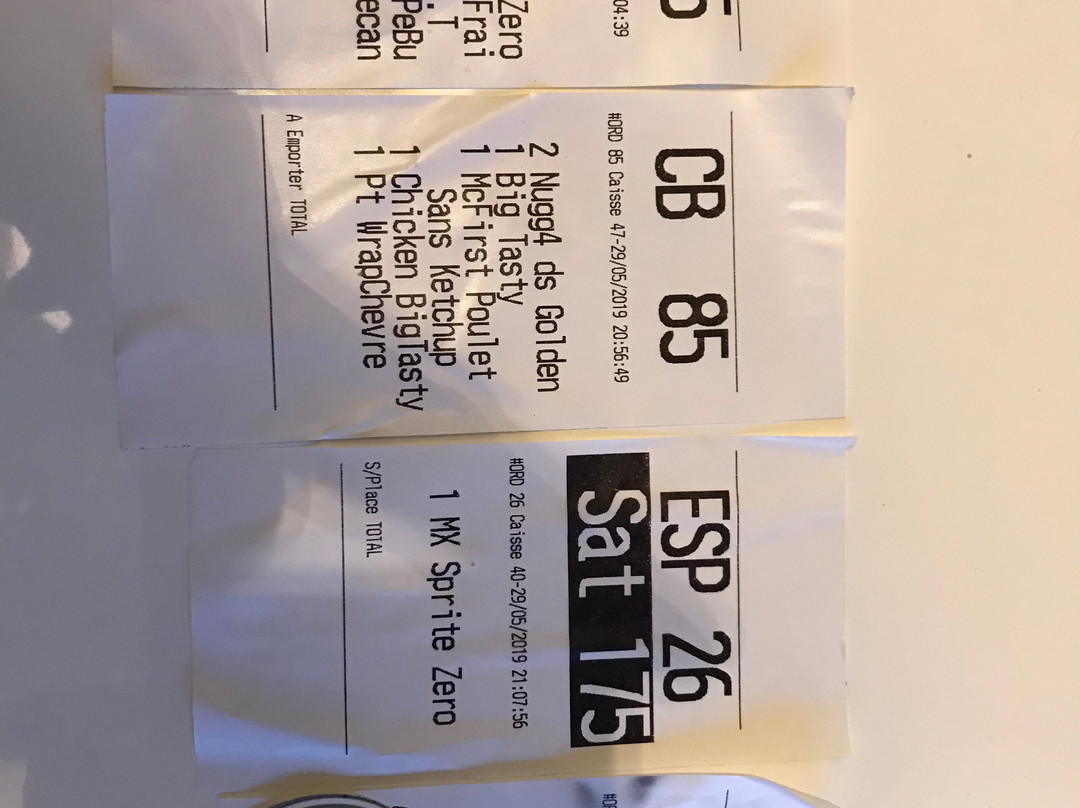 5
04:39
Zero
Frai
. T
PeBu
ecan
CB 85
#ORD 85 Caisse 47-29/05/2019 20:56:49
2 Nugg4 ds Golden
1 Big Tasty
1 McFirst Poulet
Sans Ketchup
1 Chicken BigTasty
1 Pt WrapChevre
A Emporter TOTAL
ESP 26
Sat 175
#ORD 26 Caisse 40-29/05/2019 21:07:56
1 MX Sprite Zero
S/Place TOTAL